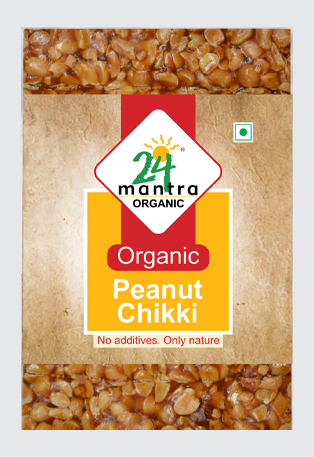 24
mantra
®
ORGANIC
Organic
Peanut
Chikki
No additives. Only nature